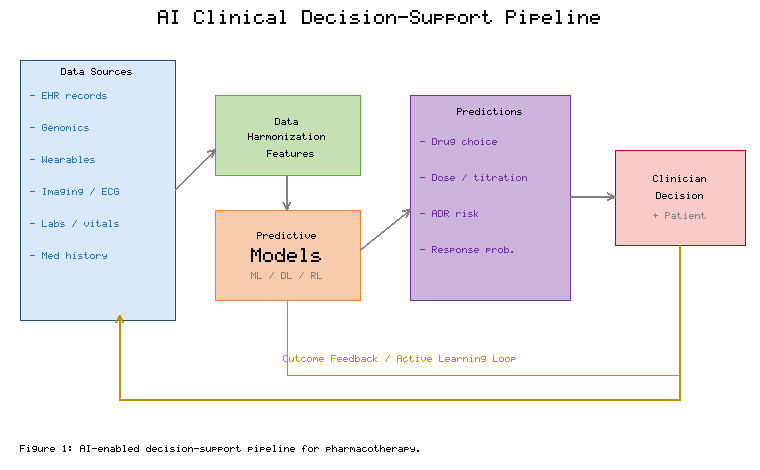 AI Clinical Decision-Support Pipeline
Data Sources
- EHR records
- Genomics
- Wearables
- Imaging / ECG
- Labs / vitals
- Med history
Data
Harmonization
Features
Predictive
Models
ML / DL / RL
Predictions
- Drug choice
- Dose / titration
- ADR risk
- Response prob.
Clinician
Decision
+ Patient
Outcome Feedback / Active Learning Loop
Figure 1: AI-enabled decision-support pipeline for pharmacotherapy.